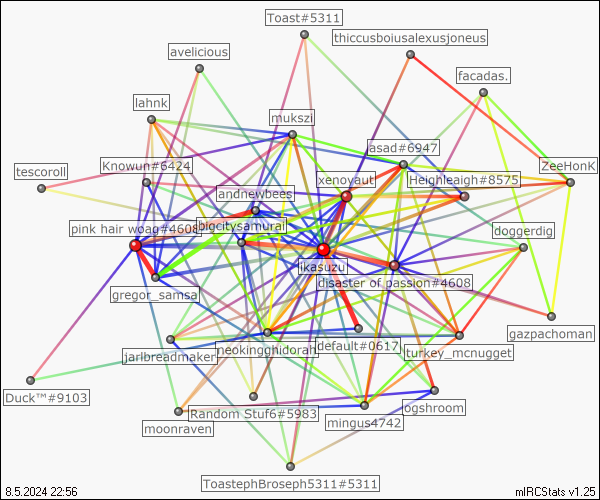 Toast#5311
thiccusboiusalexusjoneus
avelicious
facadas.
lahnk
mukszi
asad#6947
tescoroll
Knowun#6424
ZeeHonK
xenovaut
Heighleaigh#8575
andnewbees
pink hair woag#4608
bigcitysamurai
doggerdig
ikasuzu
disaster of passion#4608
gregor_samsa
gazpachoman
jarlbreadmaker
neokingghidorah
default#0617
turkey_mcnugget
Duck™#9103
Random Stuf6#5983
ogshroom
moonraven
mingus4742
ToastephBroseph5311#5311
8.5.2024 22:56
mIRCStats v1.25